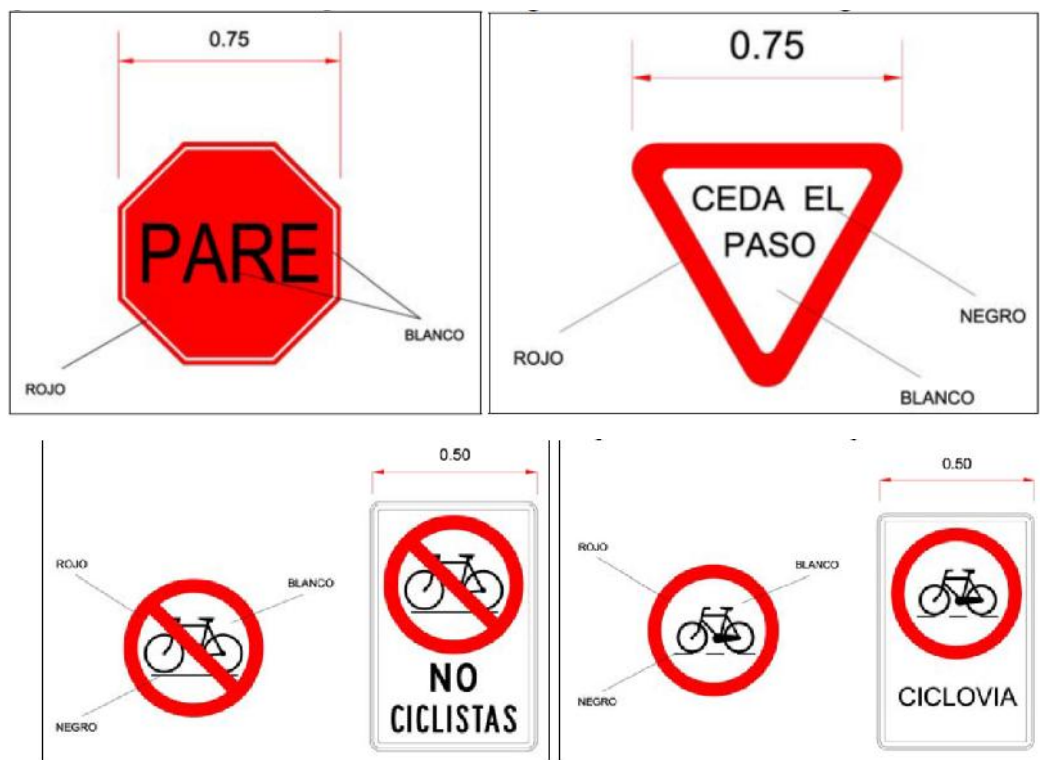 0.75
PARE
BLANCO
ROJO
0.75
CEDA EL
PASO
NEGRO
ROJO
BLANCO
0.50
ROJO
BLANCO
NEGRO
NO
CICLISTAS
0.50
ROJO
BLANCO
NEGRO
CICLOVIA